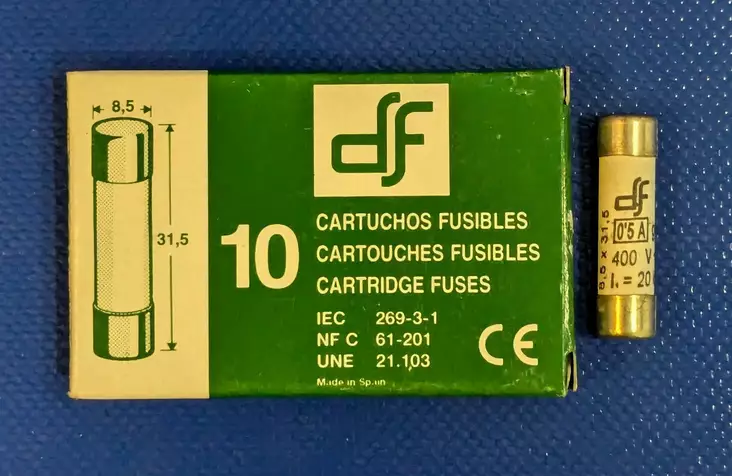 8,5
31,5
df
10
CARTUCHOS FUSIBLES
CARTOUCHES FUSIBLES
CARTRIDGE FUSES
IEC 269-3-1
NF C 61-201
UNE 21.103
Made in Spain
CE
df
0'5 A
400 V
I. = 20
8,5 x 31,5